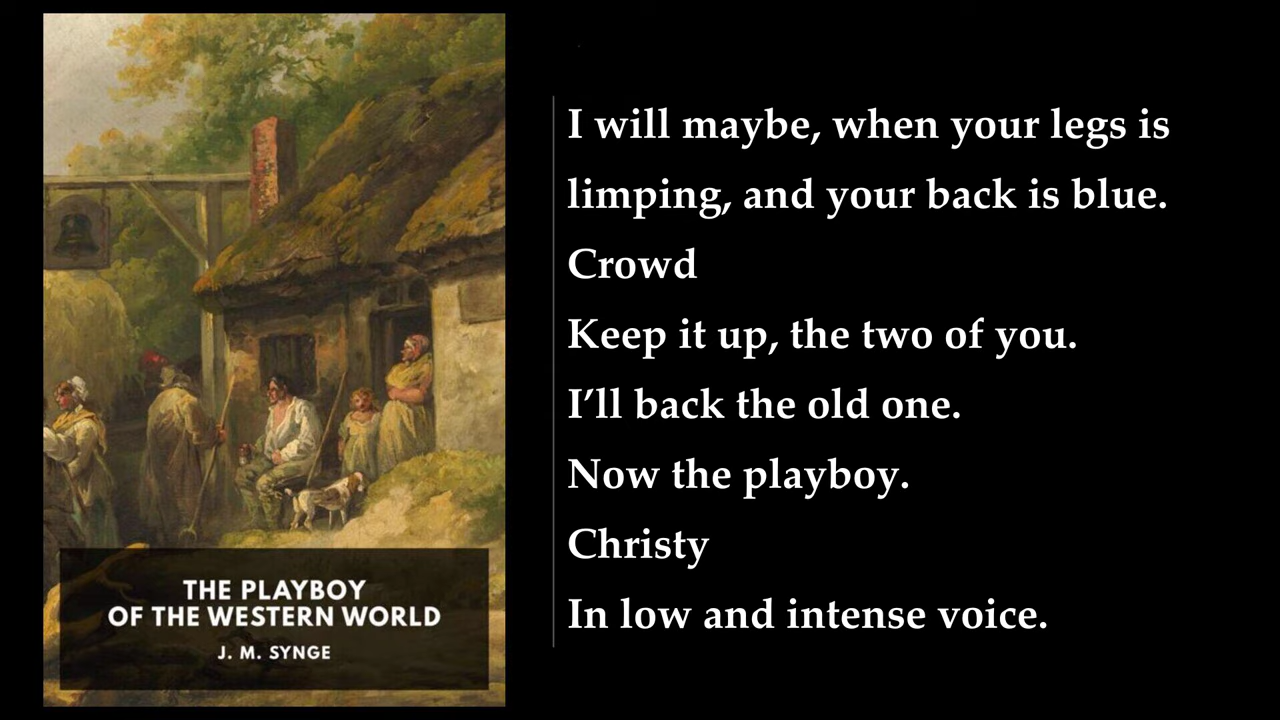 THE PLAYBOY
OF THE WESTERN WORLD
J. M. SYNGE
I will maybe, when your legs is
limping, and your back is blue.
Crowd
Keep it up, the two of you.
I’ll back the old one.
Now the playboy.
Christy
In low and intense voice.